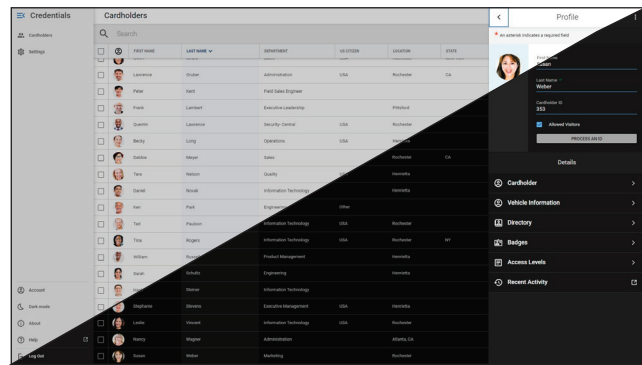 Credentials
Cardholders
Settings
Account
Dark mode
About
Help
Log Out
Cardholders
Search
FIRST NAME LAST NAME DEPARTMENT US CITIZEN LOCATION STATE
Lawrence Gruber Administration USA Rochester CA
Peter Kent Field Sales Engineer
Frank Lambert Executive Leadership Pittsford
Quentin Lawrence Security- Central USA Rochester
Becky Long Operations USA Henrietta
Debbie Meyer Sales Rochester CA
Tara Nelson Quality Henrietta
Daniel Novak Information Technology Henrietta
Ken Park Engineering Other
Ted Paulson Information Technology USA Rochester
Tina Rogers Information Technology USA Rochester NY
William Product Management Henrietta
Sarah Schultz Engineering Henrietta
Steiner Information Technology
Stephanie Stevens Executive Management USA Henrietta
Leslie Vincent Information Technology USA Rochester
Nancy Wagner Administration Atlanta, GA
Susan Weber Marketing Rochester
Profile
* An asterisk indicates a required field
First Name
Susan
Last Name *
Weber
Cardholder ID
353
Allowed Visitors
PROCESS AN ID
Details
Cardholder
Vehicle Information
Directory
Badges
Access Levels
Recent Activity